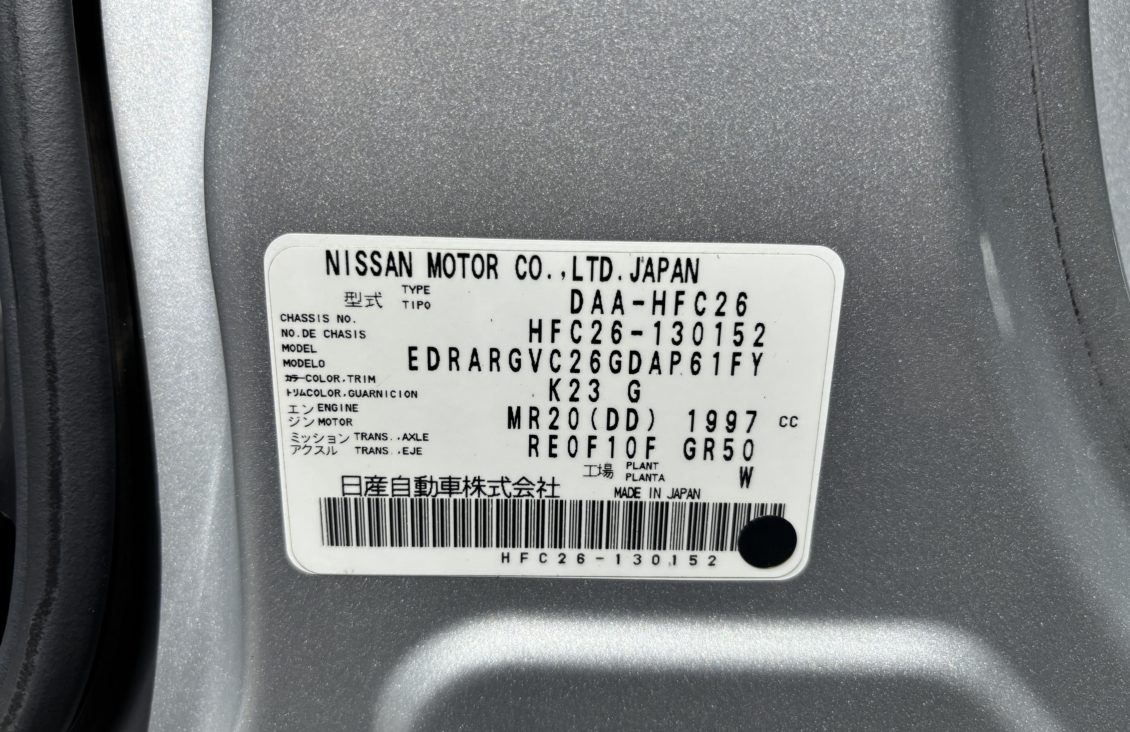 NISSAN MOTOR CO.,LTD.JAPAN
型式 TYPE TIPO DAA-HFC26
CHASSIS NO.
NO.DE CHASIS HFC26-130152
MODEL
MODELO EDRARGVC26GDAP61FY
カラー COLOR,TRIM
トリム COLOR,GUARNICION K23 G
エンジン ENGINE MOTOR MR20(DD) 1997 cc
ミッション TRANS.,AXLE
アクスル TRANS.,EJE RE0F10F GR50
工場 PLANT PLANTA W
日産自動車株式会社 MADE IN JAPAN
HFC26-130152